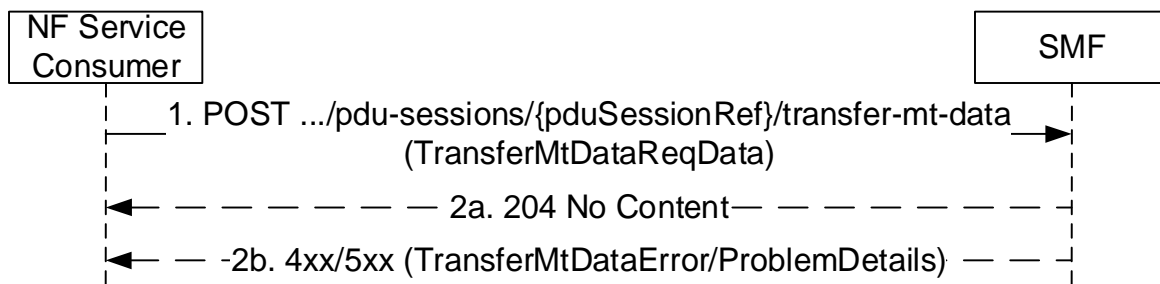 NF Service
Consumer
SMF
1. POST .../pdu-sessions/{pduSessionRef}/transfer-mt-data
(TransferMtDataReqData)
2a. 204 No Content
2b. 4xx/5xx (TransferMtDataError/ProblemDetails)